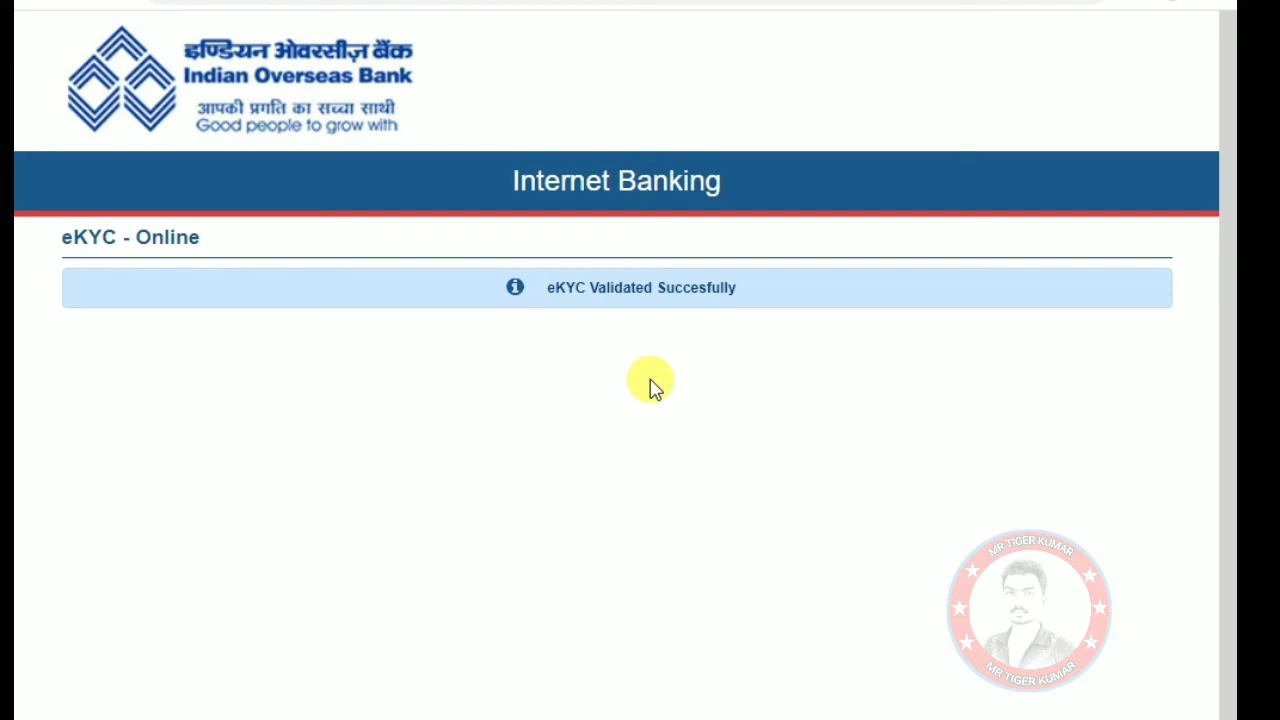 इण्डियन ओवरसीज़ बैंक
Indian Overseas Bank
आपकी प्रगति का सच्चा साथी
Good people to grow with
Internet Banking
eKYC - Online
eKYC Validated Succesfully
MR TIGER KUMAR
MR TIGER KUMAR